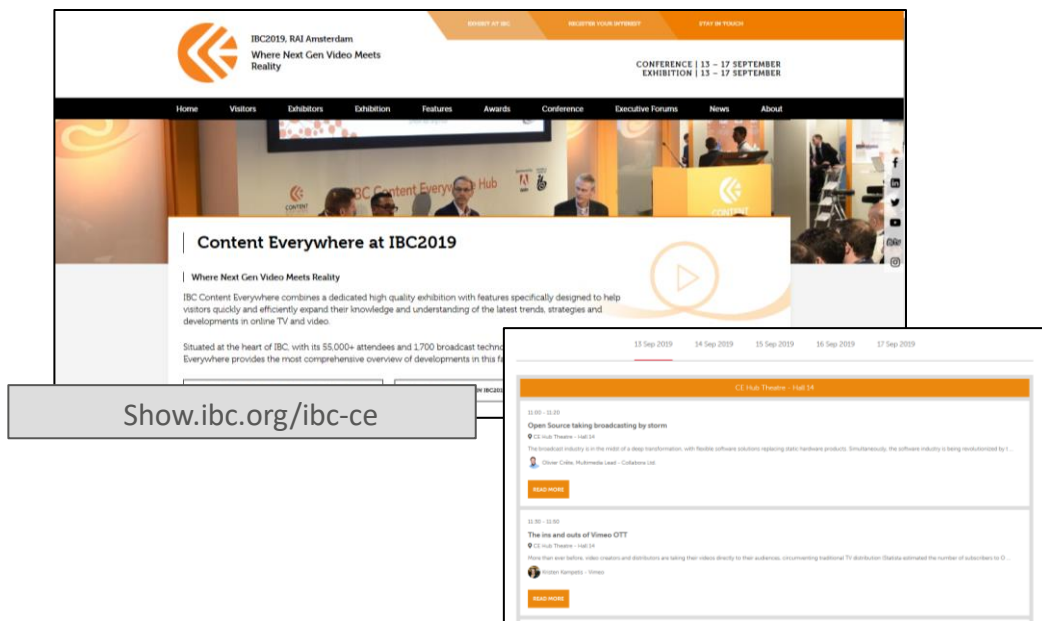 EXHIBIT AT IBC
REGISTER YOUR INTEREST
STAY IN TOUCH
IBC2019, RAI Amsterdam
Where Next Gen Video Meets
Reality
CONFERENCE | 13 – 17 SEPTEMBER
EXHIBITION | 13 – 17 SEPTEMBER
Home Visitors Exhibitors Exhibition Features Awards Conference Executive Forums News About
IBC Content Everywhere Hub
CONTENT
CONTENT
Content Everywhere at IBC2019
Where Next Gen Video Meets Reality
IBC Content Everywhere combines a dedicated high quality exhibition with features specifically designed to help
visitors quickly and efficiently expand their knowledge and understanding of the latest trends, strategies and
developments in online TV and video.
Situated at the heart of IBC, with its 55,000+ attendees and 1,700 broadcast
Everywhere provides the most comprehensive overview of developments in this
Show.ibc.org/ibc-ce
13 Sep 2019 14 Sep 2019 15 Sep 2019 16 Sep 2019 17 Sep 2019
CE Hub Theatre - Hall 14
11:00 - 11:20
Open Source taking broadcasting by storm
CE Hub Theatre - Hall 14
The broadcast industry is in the midst of a deep transformation, with flexible software solutions replacing static hardware products. Simultaneously, the software industry is being revolutionized by t...
Olivier Crête, Multimedia Lead - Collabora Ltd
READ MORE
11:30 - 11:50
The ins and outs of Vimeo OTT
CE Hub Theatre - Hall 14
More than ever before, video creators and distributors are taking their videos directly to their audiences, circumventing traditional TV distribution (Statista estimated the number of subscribers to O...
Kristen Kampetis - Vimeo
READ MORE